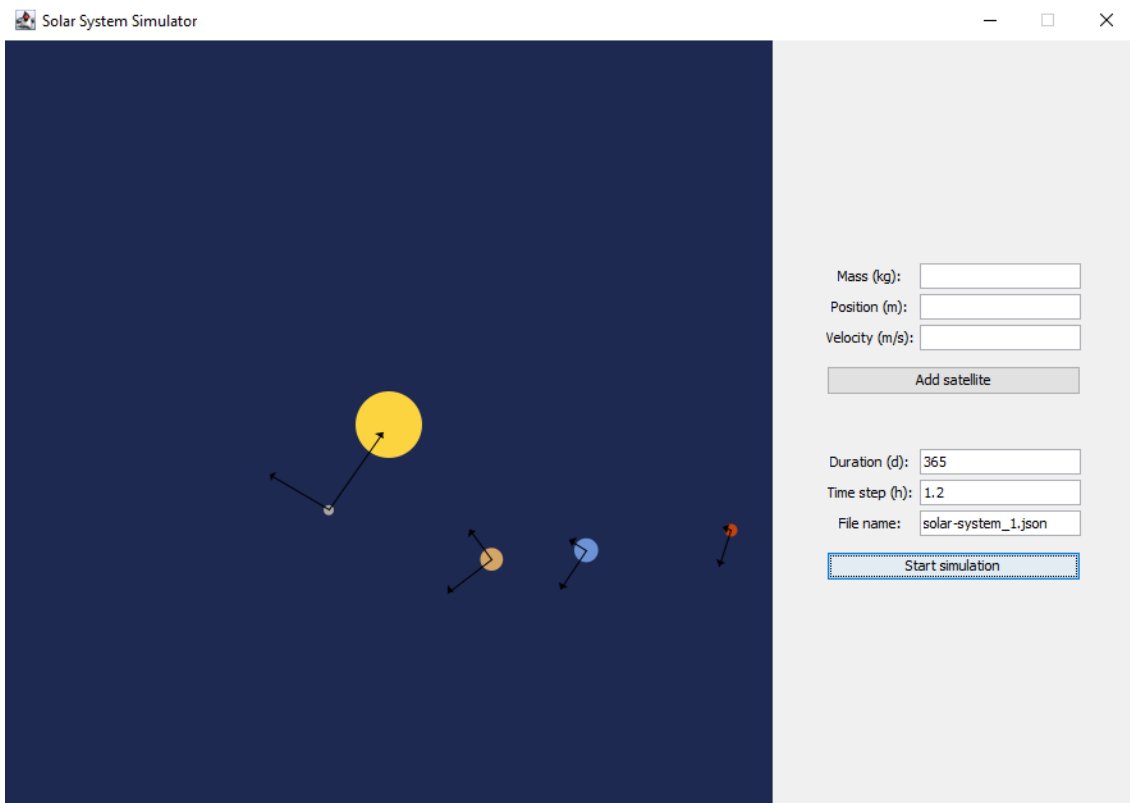 Solar System Simulator
Mass (kg):
Position (m):
Velocity (m/s):
Add satellite
Duration (d): 365
Time step (h): 1.2
File name: solar-system_1.json
Start simulation